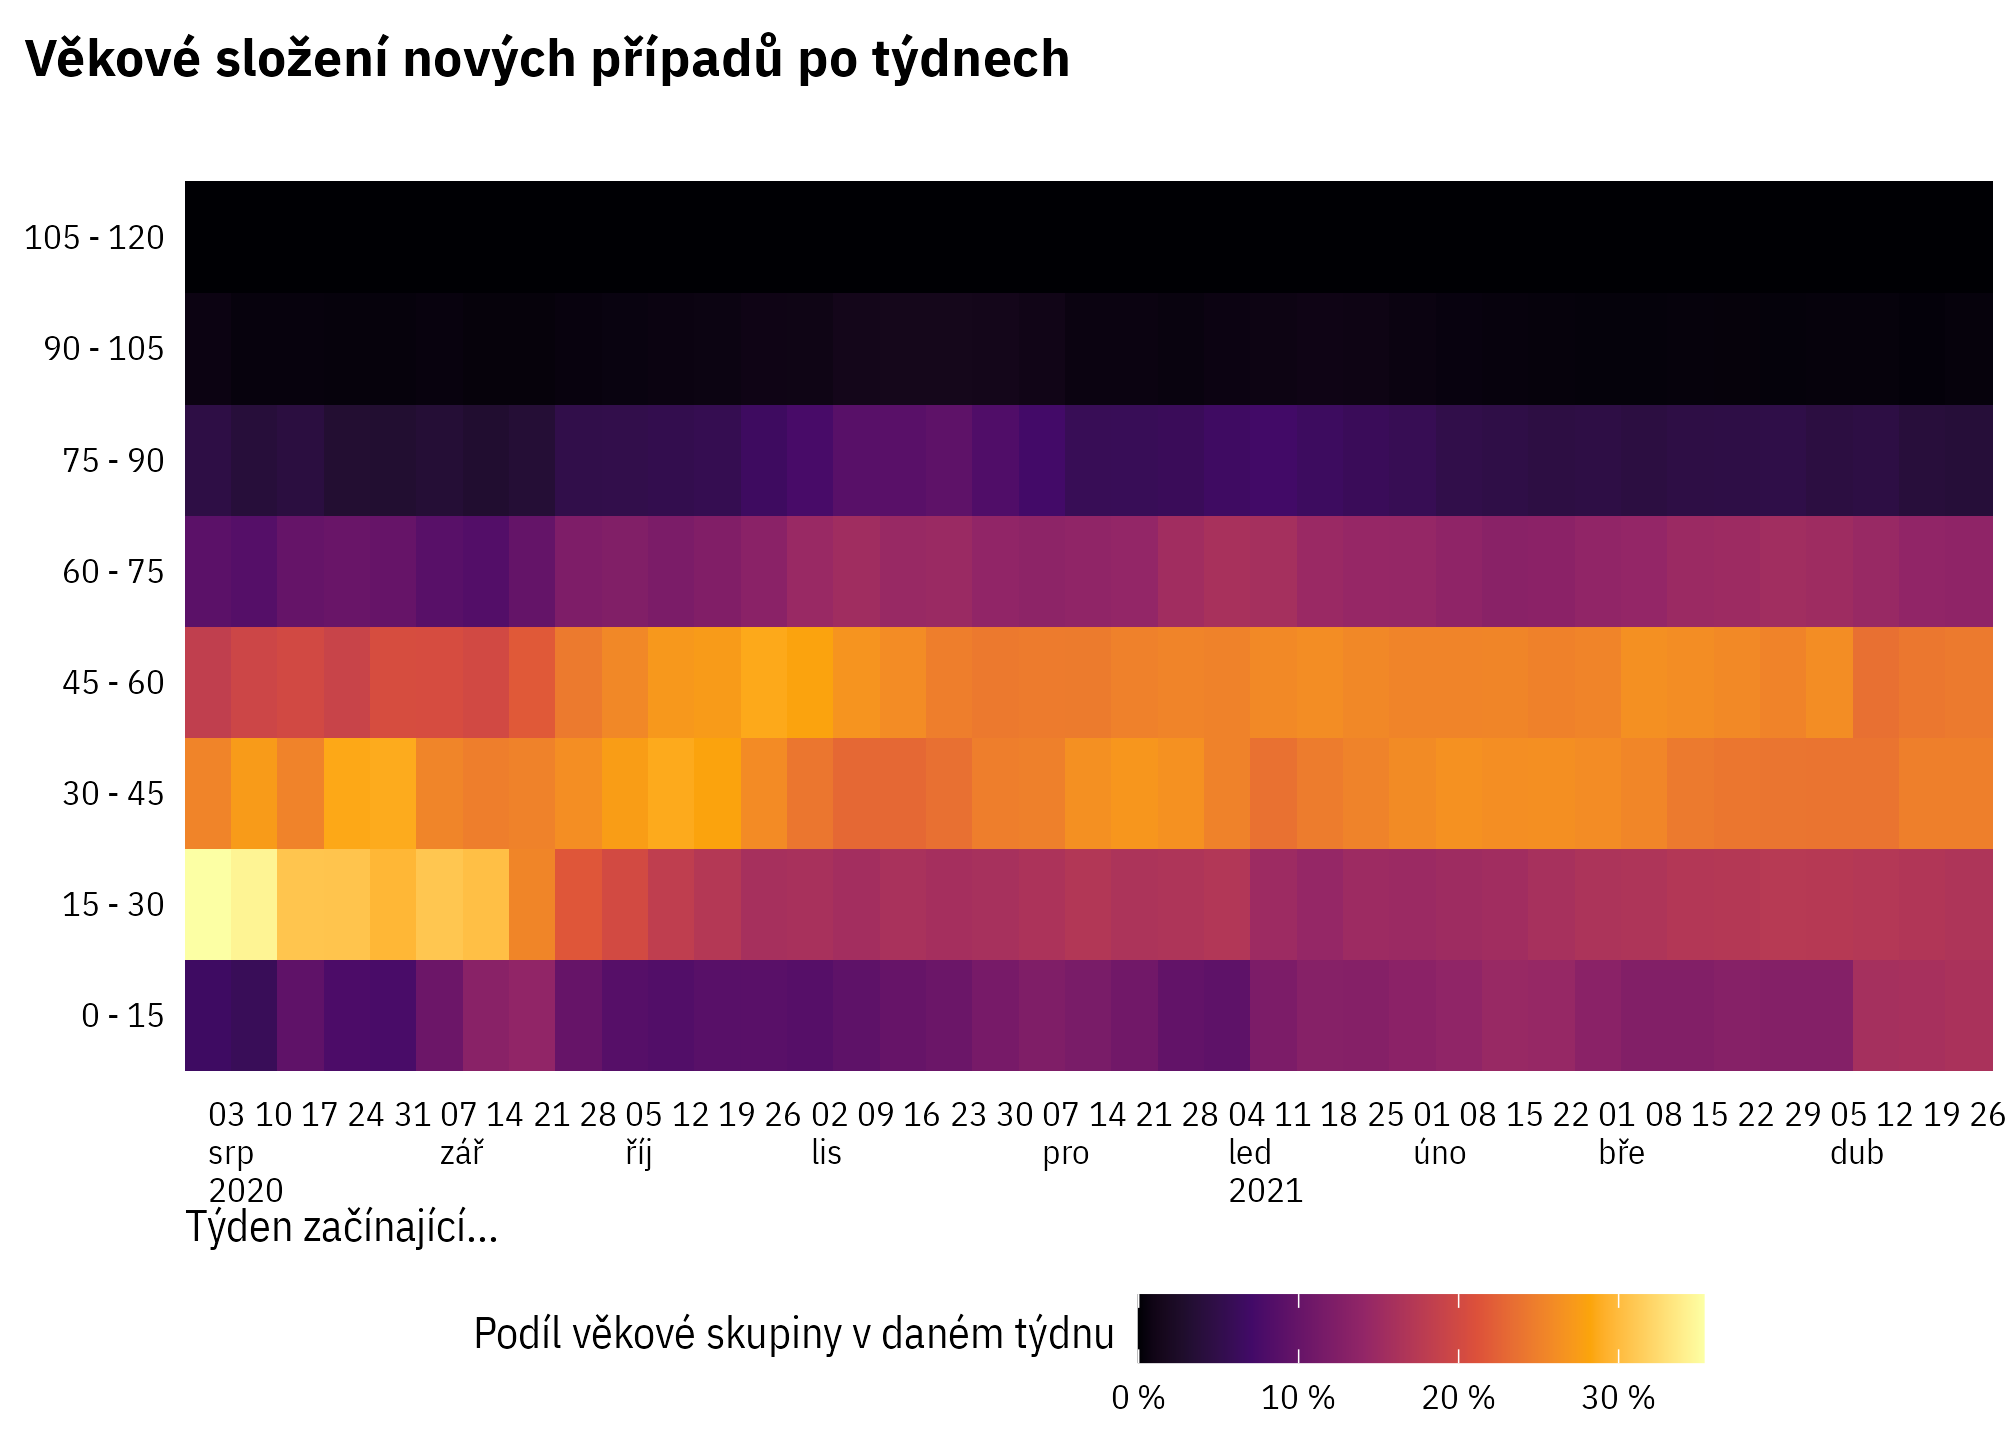 Věkové složení nových případů po týdnech
105 - 120
90 - 105
75 - 90
60 - 75
45 - 60
30 - 45
15 - 30
0 - 15
03 10 17 24 31 07 14 21 28 05 12 19 26 02 09 16 23 30 07 14 21 28 04 11 18 25 01 08 15 22 01 08 15 22 29 05 12 19 26
srp zář říj lis pro led úno bře dub
2020 2021
Týden začínající…
Podíl věkové skupiny v daném týdnu
0 % 10 % 20 % 30 %